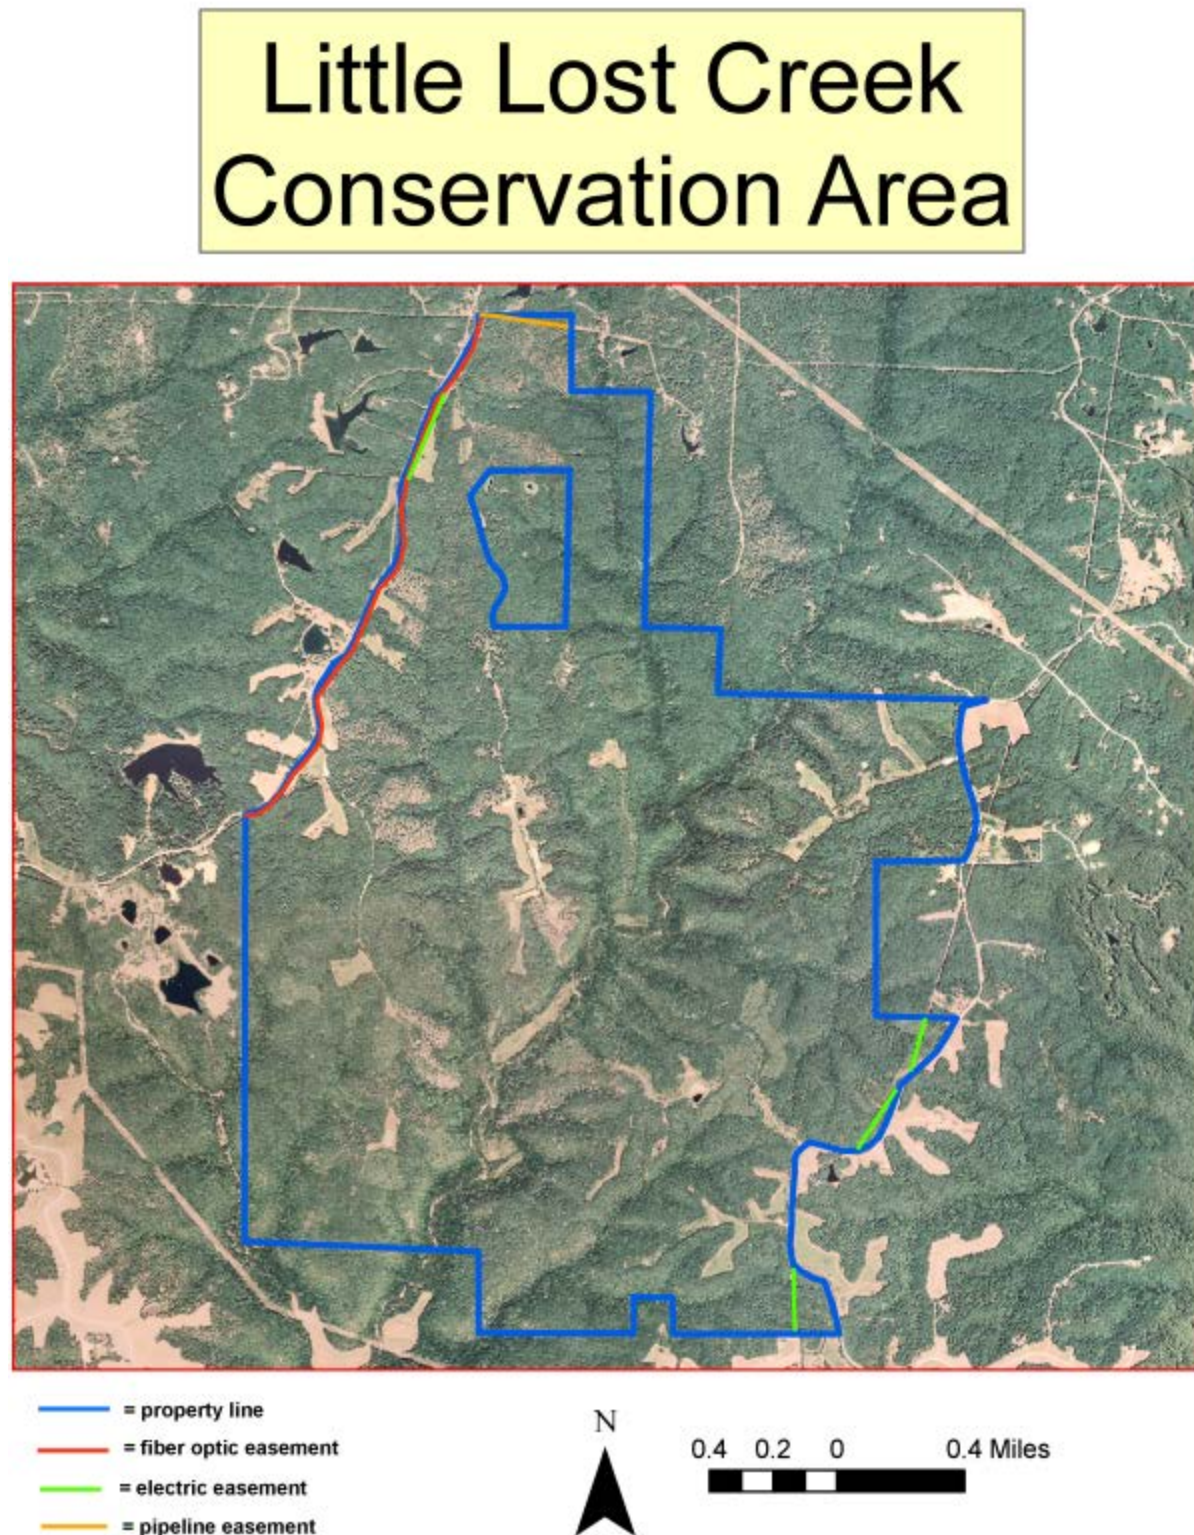 Little Lost Creek
Conservation Area
= property line
= fiber optic easement
= electric easement
= pipeline easement
N
0.4 0.2 0 0.4 Miles